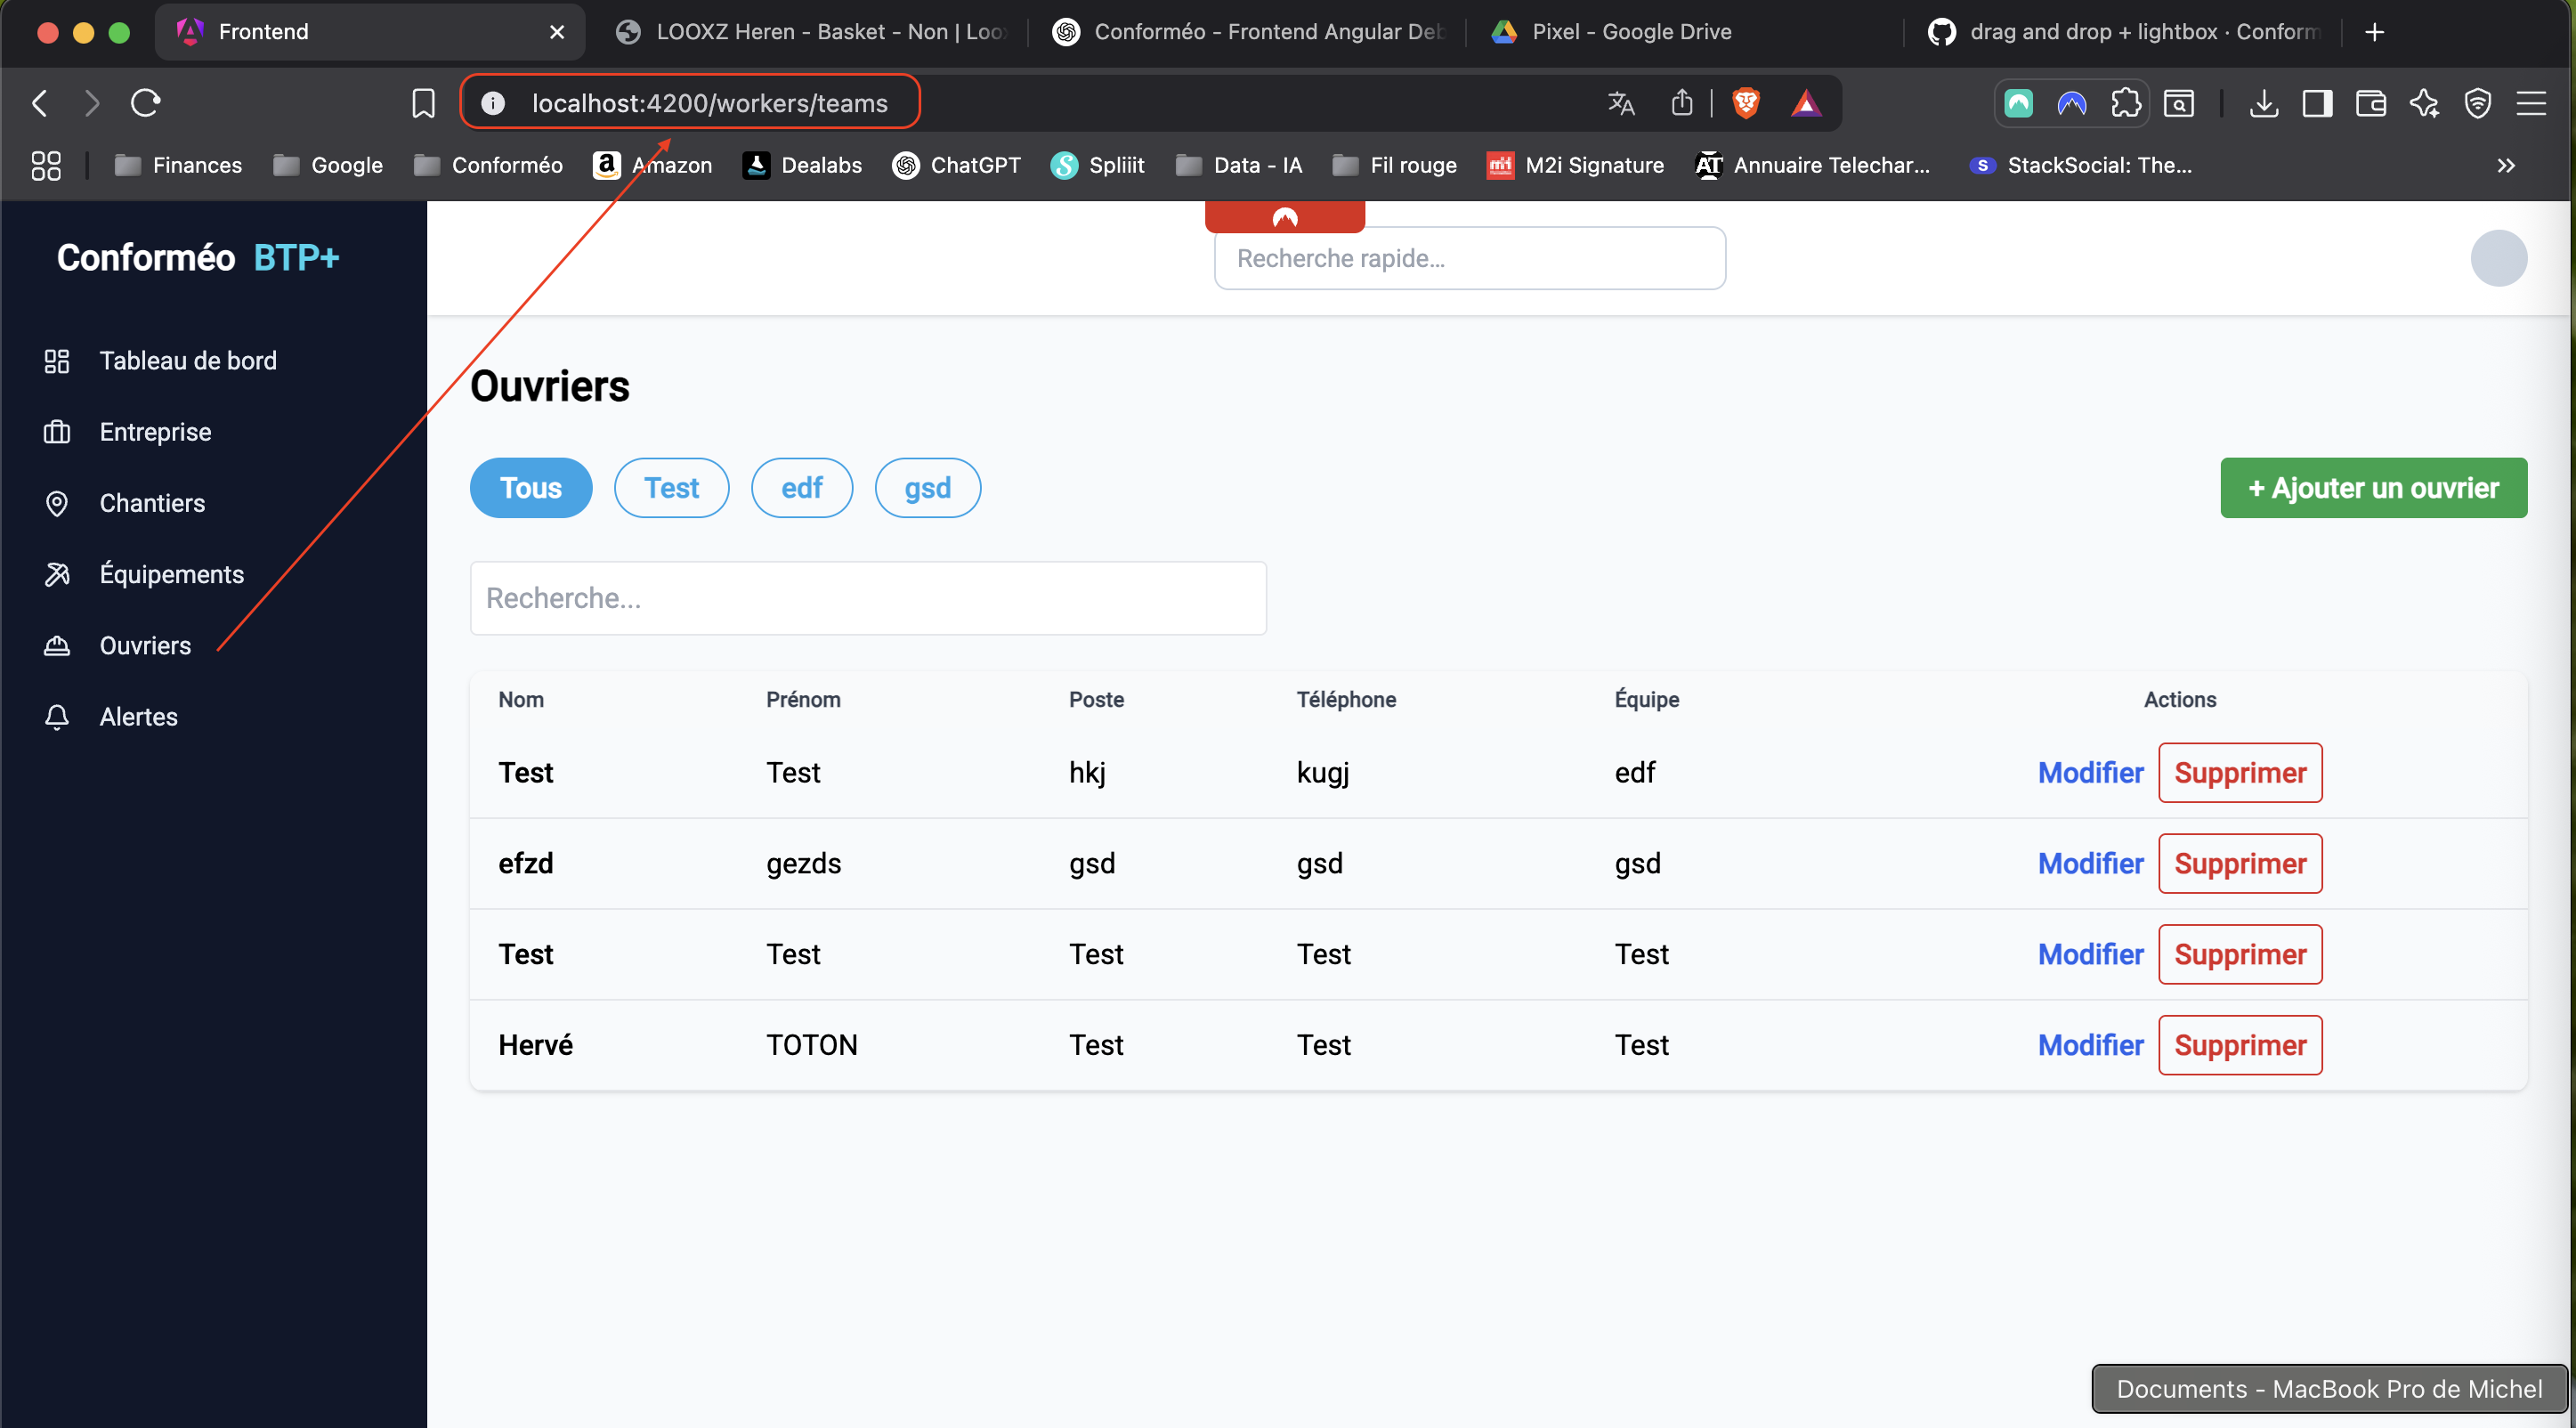 Frontend
LOOXZ Heren - Basket - Non | Loo
Conforméo - Frontend Angular Deb
Pixel - Google Drive
drag and drop + lightbox · Conform
localhost:4200/workers/teams
Finances
Google
Conforméo
Amazon
Dealabs
ChatGPT
Spliiit
Data - IA
Fil rouge
M2i Signature
Annuaire Telechar...
StackSocial: The...
Conforméo BTP+
Recherche rapide...
Tableau de bord
Entreprise
Chantiers
Équipements
Ouvriers
Alertes
Ouvriers
Tous Test edf gsd
+ Ajouter un ouvrier
Recherche...
Nom Prénom Poste Téléphone Équipe Actions
Test Test hkj kugj edf Modifier Supprimer
efzd gezds gsd gsd gsd Modifier Supprimer
Test Test Test Test Test Modifier Supprimer
Hervé TOTON Test Test Test Modifier Supprimer
Documents - MacBook Pro de Michel